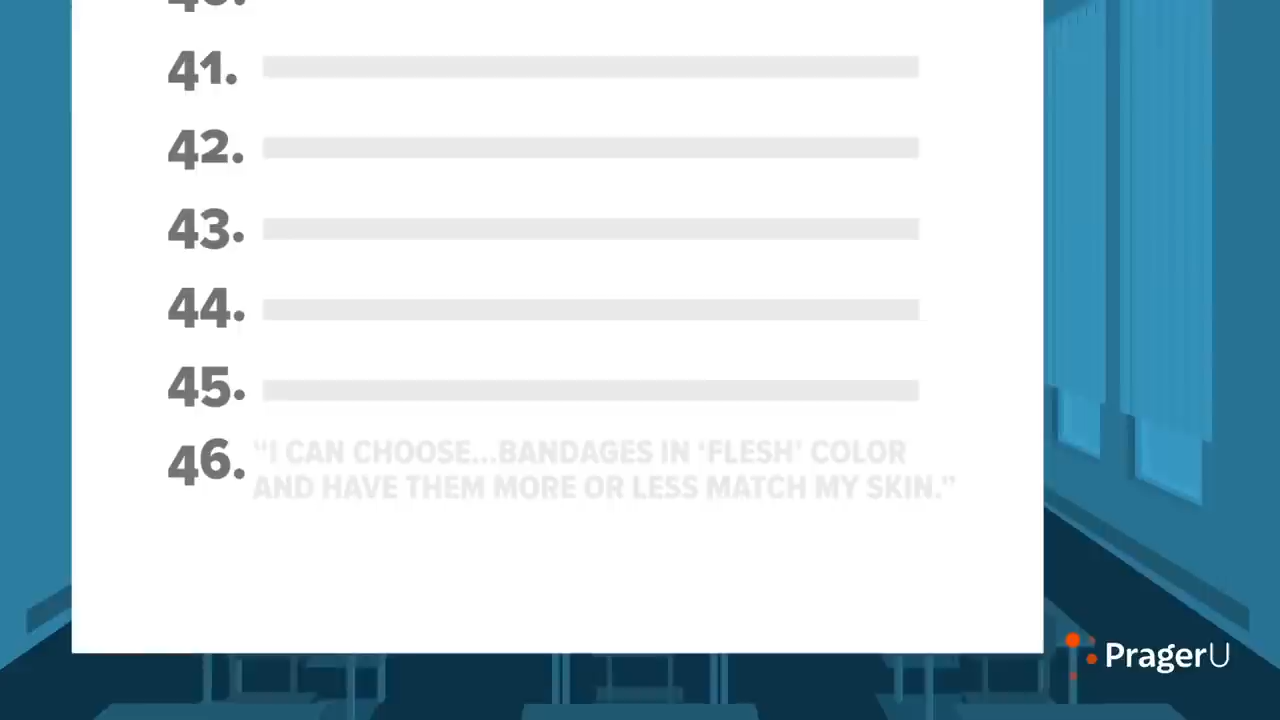 41.
42.
43.
44.
45.
46. “I CAN CHOOSE...BANDAGES IN ‘FLESH’ COLOR
AND HAVE THEM MORE OR LESS MATCH MY SKIN.”
PragerU